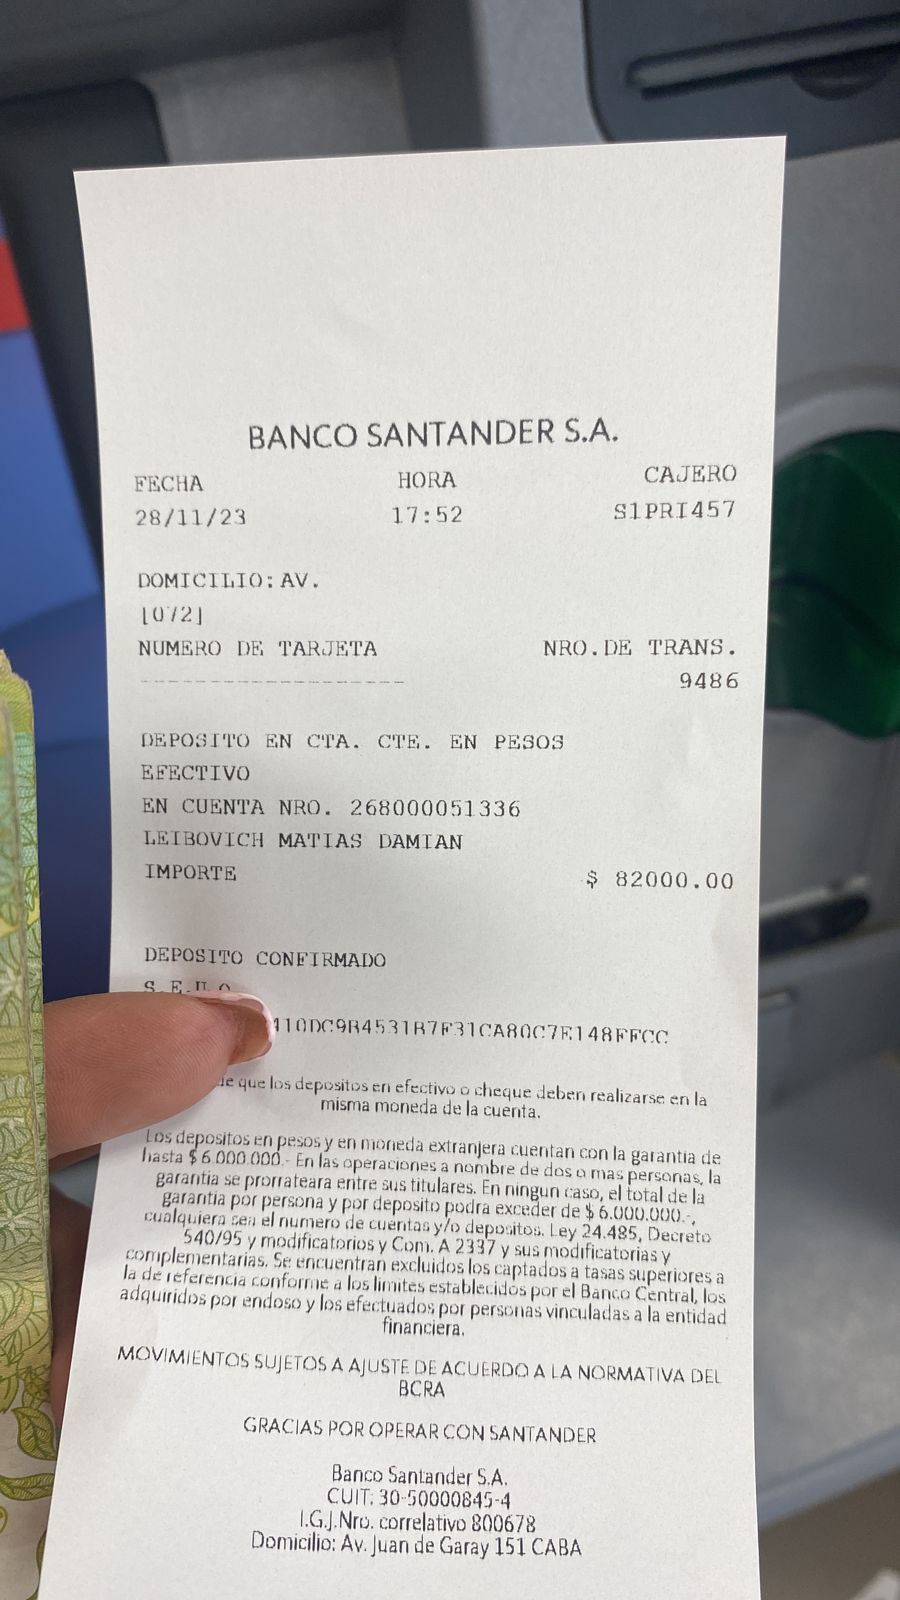 BANCO SANTANDER S.A.
FECHA HORA CAJERO
28/11/23 17:52 S1PRI457
DOMICILIO: AV.
[072]
NUMERO DE TARJETA NRO.DE TRANS.
------------------- 9486
DEPOSITO EN CTA. CTE. EN PESOS
EFECTIVO
EN CUENTA NRO. 268000051336
LEIBOVICH MATIAS DAMIAN
IMPORTE $ 82000.00
DEPOSITO CONFIRMADO
S.E.U.O
410DC9B4531B7F31CA80C7E148FFCC
de que los depositos en efectivo o cheque deben realizarse en la
misma moneda de la cuenta.
Los depositos en pesos y en moneda extranjera cuentan con la garantia de
hasta $ 6.000.000.- En las operaciones a nombre de dos o mas personas, la
garantia se prorrateara entre sus titulares. En ningun caso, el total de la
garantia por persona y por deposito podra exceder de $ 6.000.000.-,
cualquiera sea el numero de cuentas y/o depositos. Ley 24.485, Decreto
540/95 y modificatorios y Com. A 2337 y sus modificatorias y
complementarias. Se encuentran excluidos los captados a tasas superiores a
la de referencia conforme a los limites establecidos por el Banco Central, los
adquiridos por endoso y los efectuados por personas vinculadas a la entidad
financiera.
MOVIMIENTOS SUJETOS A AJUSTE DE ACUERDO A LA NORMATIVA DEL
BCRA
GRACIAS POR OPERAR CON SANTANDER
Banco Santander S.A.
CUIT: 30-50000845-4
I.G.J.Nro. correlativo 800678
Domicilio: Av. Juan de Garay 151 CABA